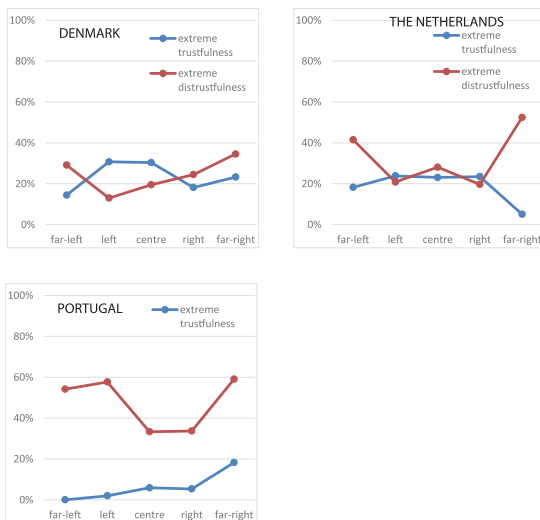 DENMARK
extreme
trustfulness
extreme
distrustfulness
100%
80%
60%
40%
20%
0%
far-left left centre right far-right
THE NETHERLANDS
extreme
trustfulness
extreme
distrustfulness
100%
80%
60%
40%
20%
0%
far-left left centre right far-right
PORTUGAL
extreme
trustfulness
100%
80%
60%
40%
20%
0%
far-left left centre right far-right